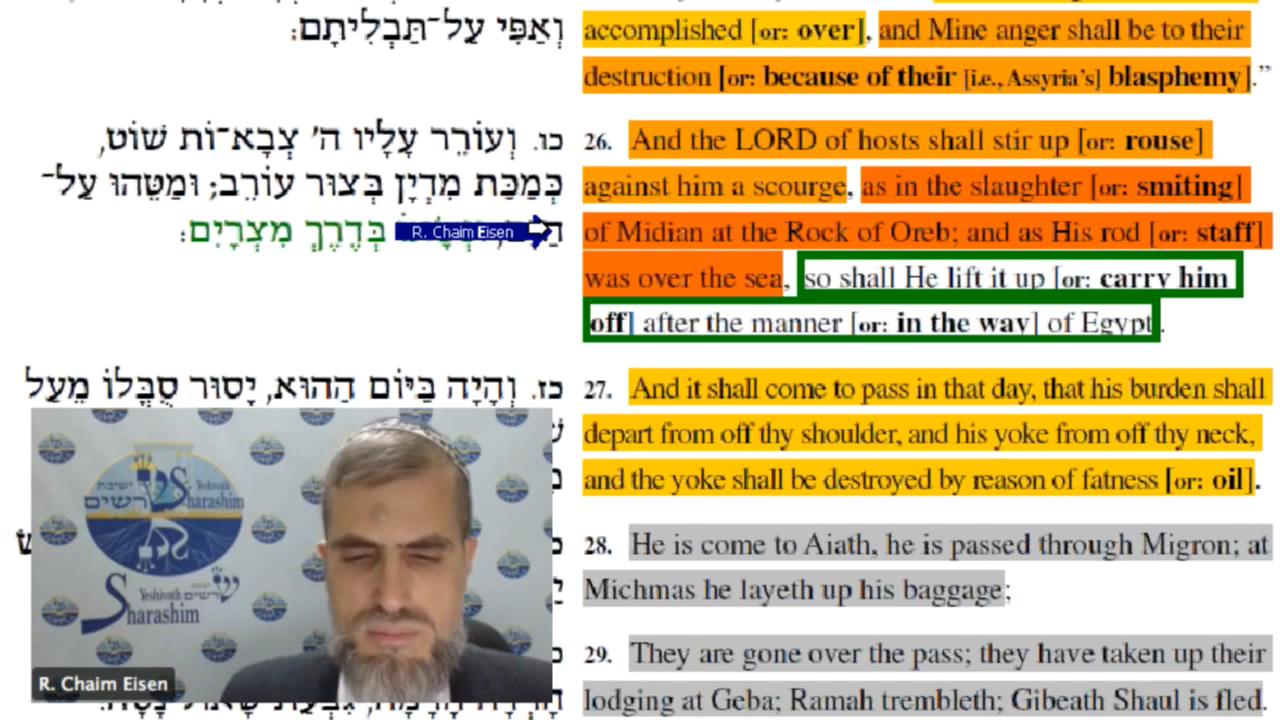 וְאַפִּי עַל־תַּבְלִיתָם:
accomplished [or: over], and Mine anger shall be to their
destruction [or: because of their [i.e., Assyria's] blasphemy].”
כו. וְעוֹרֵר עָלָיו ה' צְבָא־וֹת שׁוֹט,
כְּמַכַּת מִדְיָן בְּצוּר עוֹרֵב; וּמַטֵּהוּ עַל־
בְּדֶרֶךְ מִצְרָיִם:
R. Chaim Eisen
26. And the LORD of hosts shall stir up [or: rouse]
against him a scourge, as in the slaughter [or: smiting]
of Midian at the Rock of Oreb; and as His rod [or: staff]
was over the sea, so shall He lift it up [or: carry him
off] after the manner [or: in the way] of Egypt.
כז. וְהָיָה בַּיּוֹם הַהוּא, יָסוּר סֻבֳּלוֹ מֵעַל
27. And it shall come to pass in that day, that his burden shall
depart from off thy shoulder, and his yoke from off thy neck,
and the yoke shall be destroyed by reason of fatness [or: oil].
28. He is come to Aiath, he is passed through Migron; at
Michmas he layeth up his baggage;
29. They are gone over the pass; they have taken up their
lodging at Geba; Ramah trembleth; Gibeath Shaul is fled.
ישיבת
שרשים
Yeshivath
Sharashim
Yeshivath
שרשים
Sharashim
R. Chaim Eisen